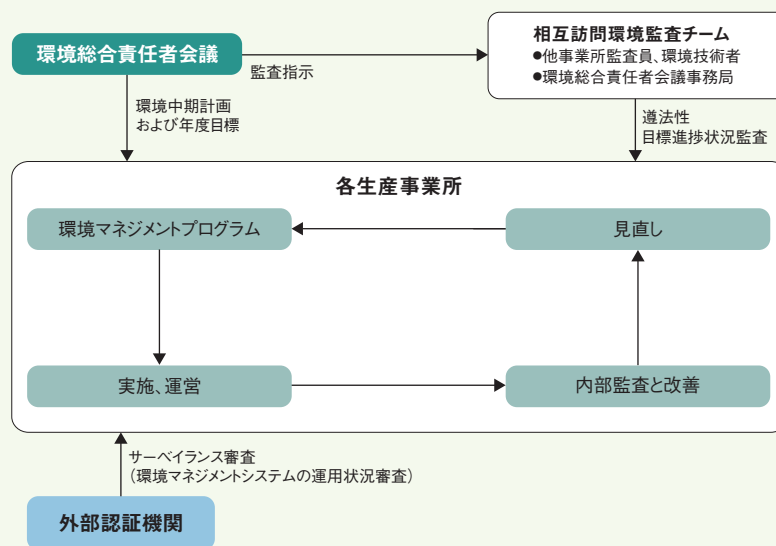 環境総合責任者会議
監査指示
相互訪問環境監査チーム
●他事業所監査員、環境技術者
●環境総合責任者会議事務局
環境中期計画
および年度目標
遵法性
目標進捗状況監査
各生産事業所
環境マネジメントプログラム
見直し
実施、運営
内部監査と改善
サーベイランス審査
（環境マネジメントシステムの運用状況審査）
外部認証機関